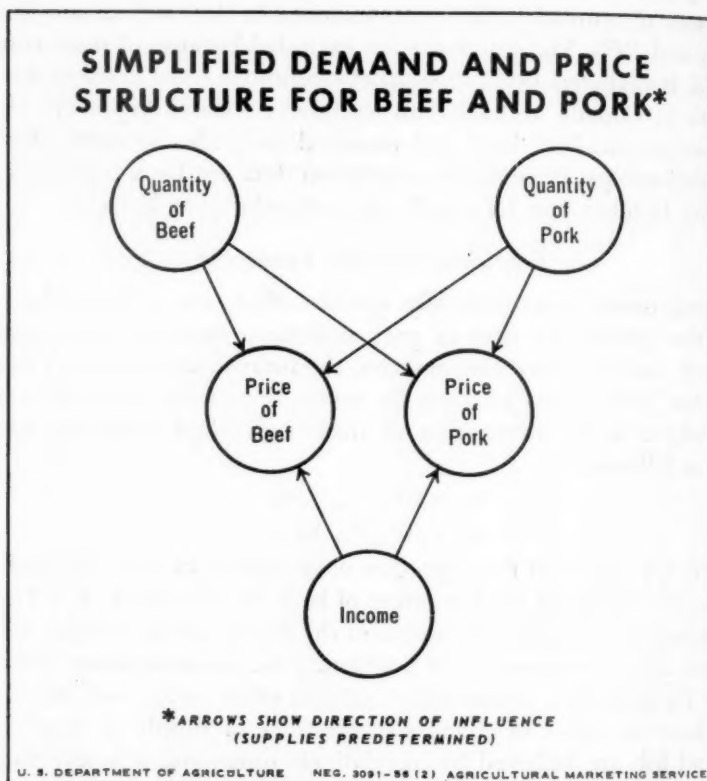 SIMPLIFIED DEMAND AND PRICE
STRUCTURE FOR BEEF AND PORK*
Quantity
of
Beef
Quantity
of
Pork
Price
of
Beef
Price
of
Pork
Income
*ARROWS SHOW DIRECTION OF INFLUENCE
(SUPPLIES PREDETERMINED)
U. S. DEPARTMENT OF AGRICULTURE NEG. 3091-56 (2) AGRICULTURAL MARKETING SERVICE